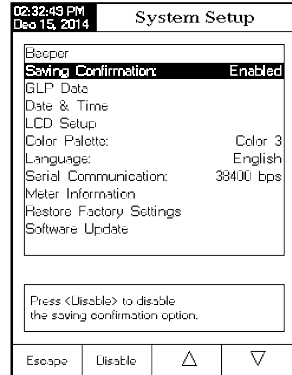 02:32:43 PM
Dec 15, 2014
System Setup
Beeper
Saving Confirmation: Enabled
GLP Data
Date & Time
LCD Setup
Color Palette: Color 3
Language: English
Serial Communication: 38400 bps
Meter Information
Restore Factory Settings
Software Update
Press <Disable> to disable
the saving confirmation option.
Escape Disable △ ▽